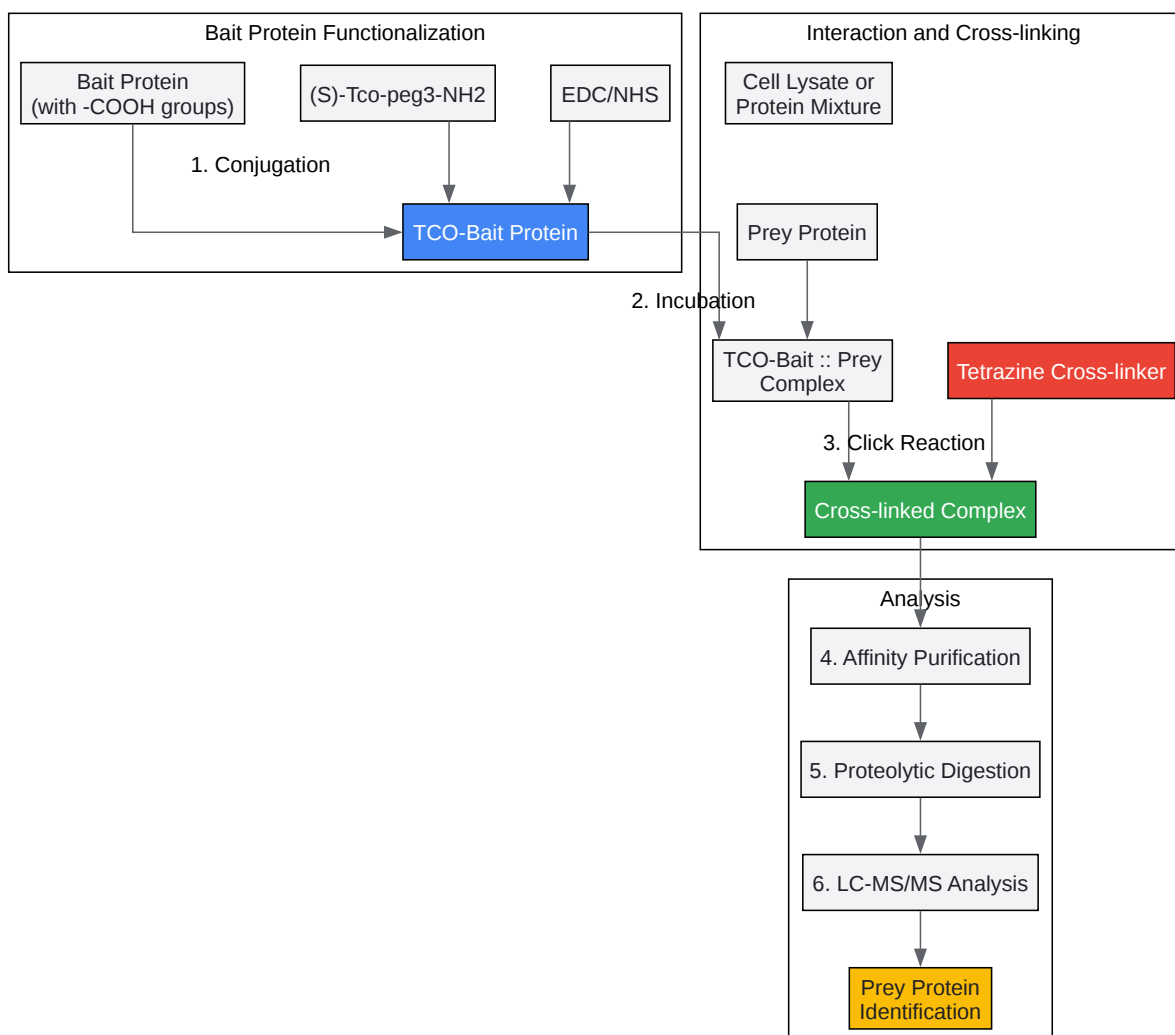 Bait Protein Functionalization
Bait Protein
(with -COOH groups)
(S)-Tco-peg3-NH2
EDC/NHS
1. Conjugation
TCO-Bait Protein
Interaction and Cross-linking
Cell Lysate or
Protein Mixture
Prey Protein
2. Incubation
TCO-Bait :: Prey
Complex
Tetrazine Cross-linker
3. Click Reaction
Cross-linked Complex
Analysis
4. Affinity Purification
5. Proteolytic Digestion
6. LC-MS/MS Analysis
Prey Protein
Identification